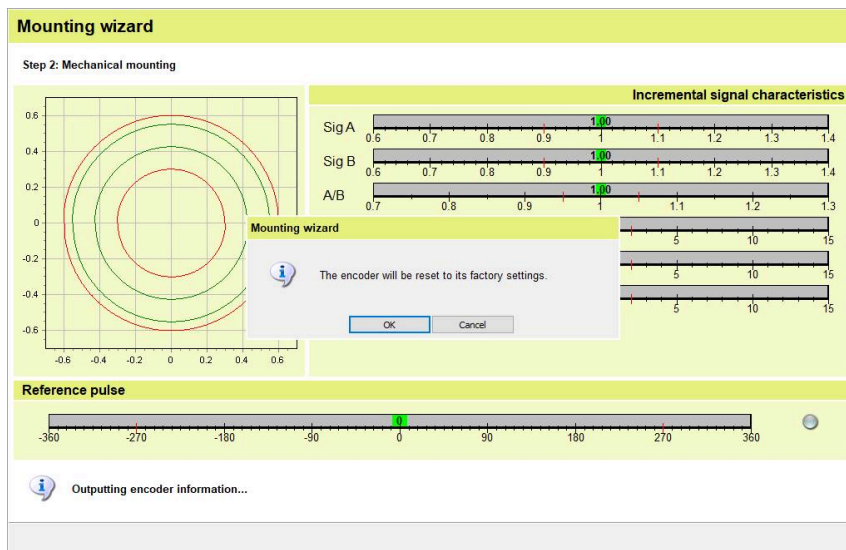 Mounting wizard
Step 2: Mechanical mounting
Incremental signal characteristics
0.6
0.4
0.2
0
-0.2
-0.4
-0.6
-0.6 -0.4 -0.2 0 0.2 0.4 0.6
Sig A
1.00
0.6 0.7 0.8 0.9 1 1.1 1.2 1.3 1.4
Sig B
1.00
0.6 0.7 0.8 0.9 1 1.1 1.2 1.3 1.4
A/B
1.00
0.7 0.8 0.9 1 1.1 1.2 1.3
5 10 15
5 10 15
5 10 15
Mounting wizard
The encoder will be reset to its factory settings.
OK Cancel
Reference pulse
0
-360 -270 -180 -90 0 90 180 270 360
Outputting encoder information...